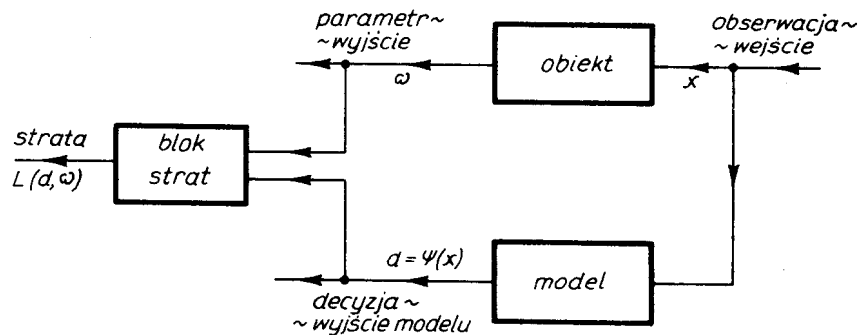 parametr~
~wyjście
obserwacja~
~wejście
ω
obiekt
x
strata
L(d,ω)
blok
strat
d = Ψ(x)
model
decyzja~
~wyjście modelu